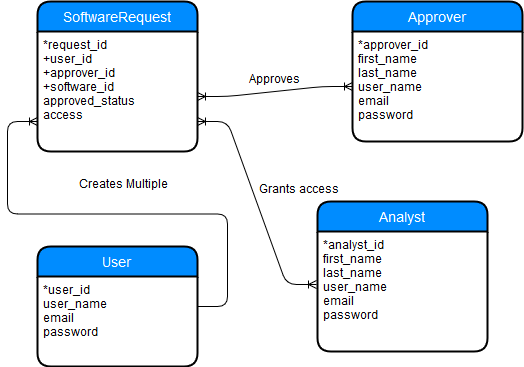 SoftwareRequest
*request_id
+user_id
+approver_id
+software_id
approved_status
access
Approver
*approver_id
first_name
last_name
user_name
email
password
Approves
Creates Multiple
Grants access
User
*user_id
user_name
email
password
Analyst
*analyst_id
first_name
last_name
user_name
email
password